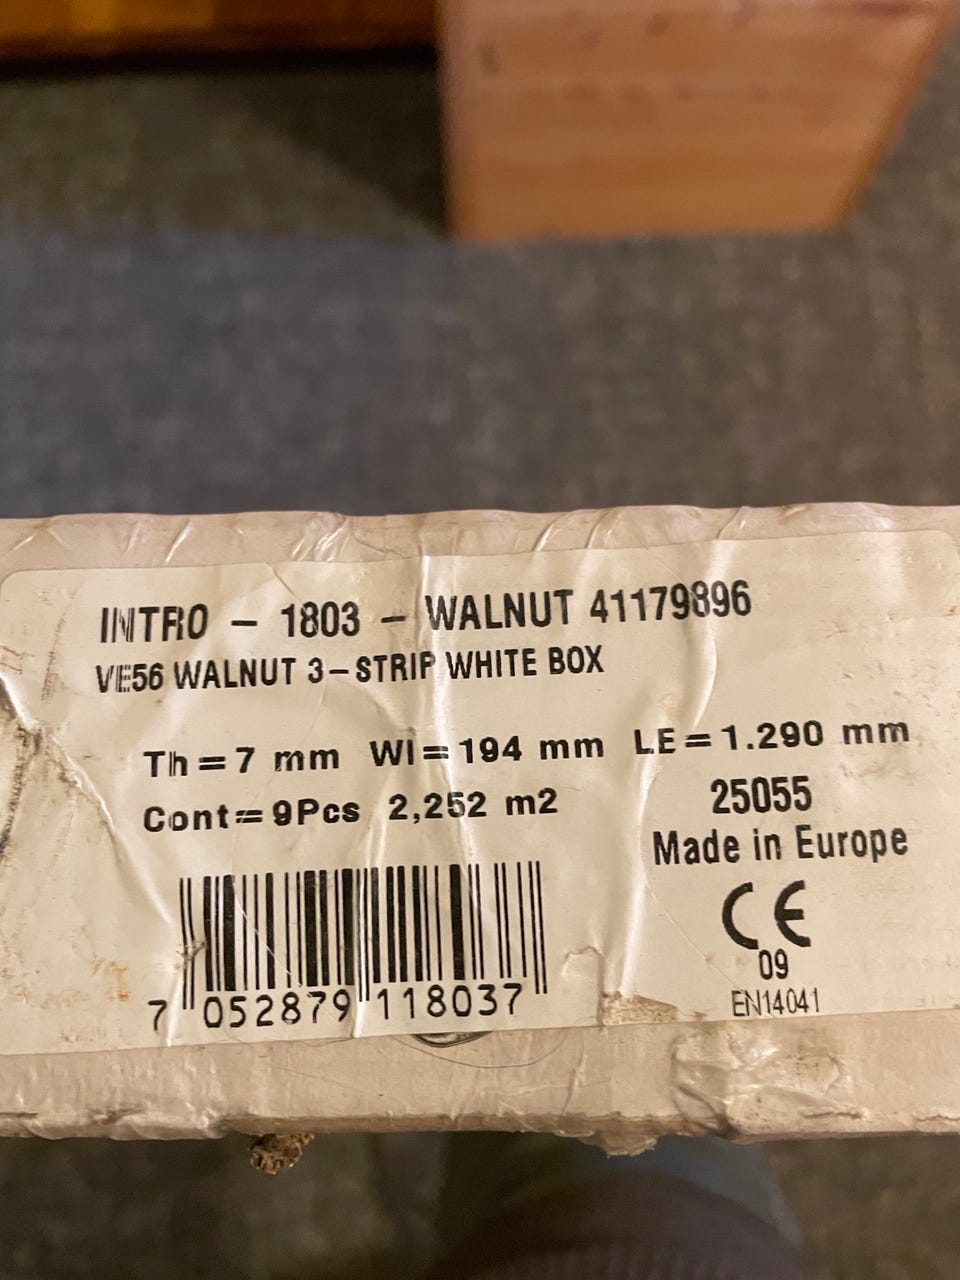 INTRO - 1803 - WALNUT 41179896
VE56 WALNUT 3-STRIP WHITE BOX
Th=7 mm WI=194 mm LE=1.290 mm
Cont=9Pcs 2,252 m2
25055
Made in Europe
CE
09
EN14041
7 052879 118037